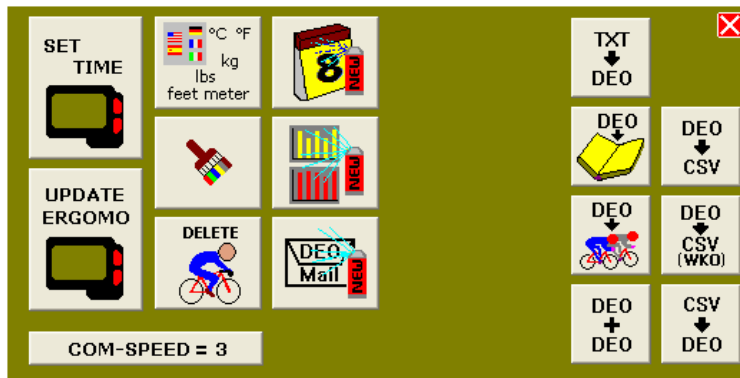 SET
TIME
UPDATE
ERGOMO
COM-SPEED = 3
°C °F
kg
lbs
feet meter
DELETE
8
NEW
NEW
DEO
Mail
NEW
TXT
DEO
DEO
DEO
CSV
DEO
DEO
CSV
(WKO)
DEO
+
DEO
CSV
DEO